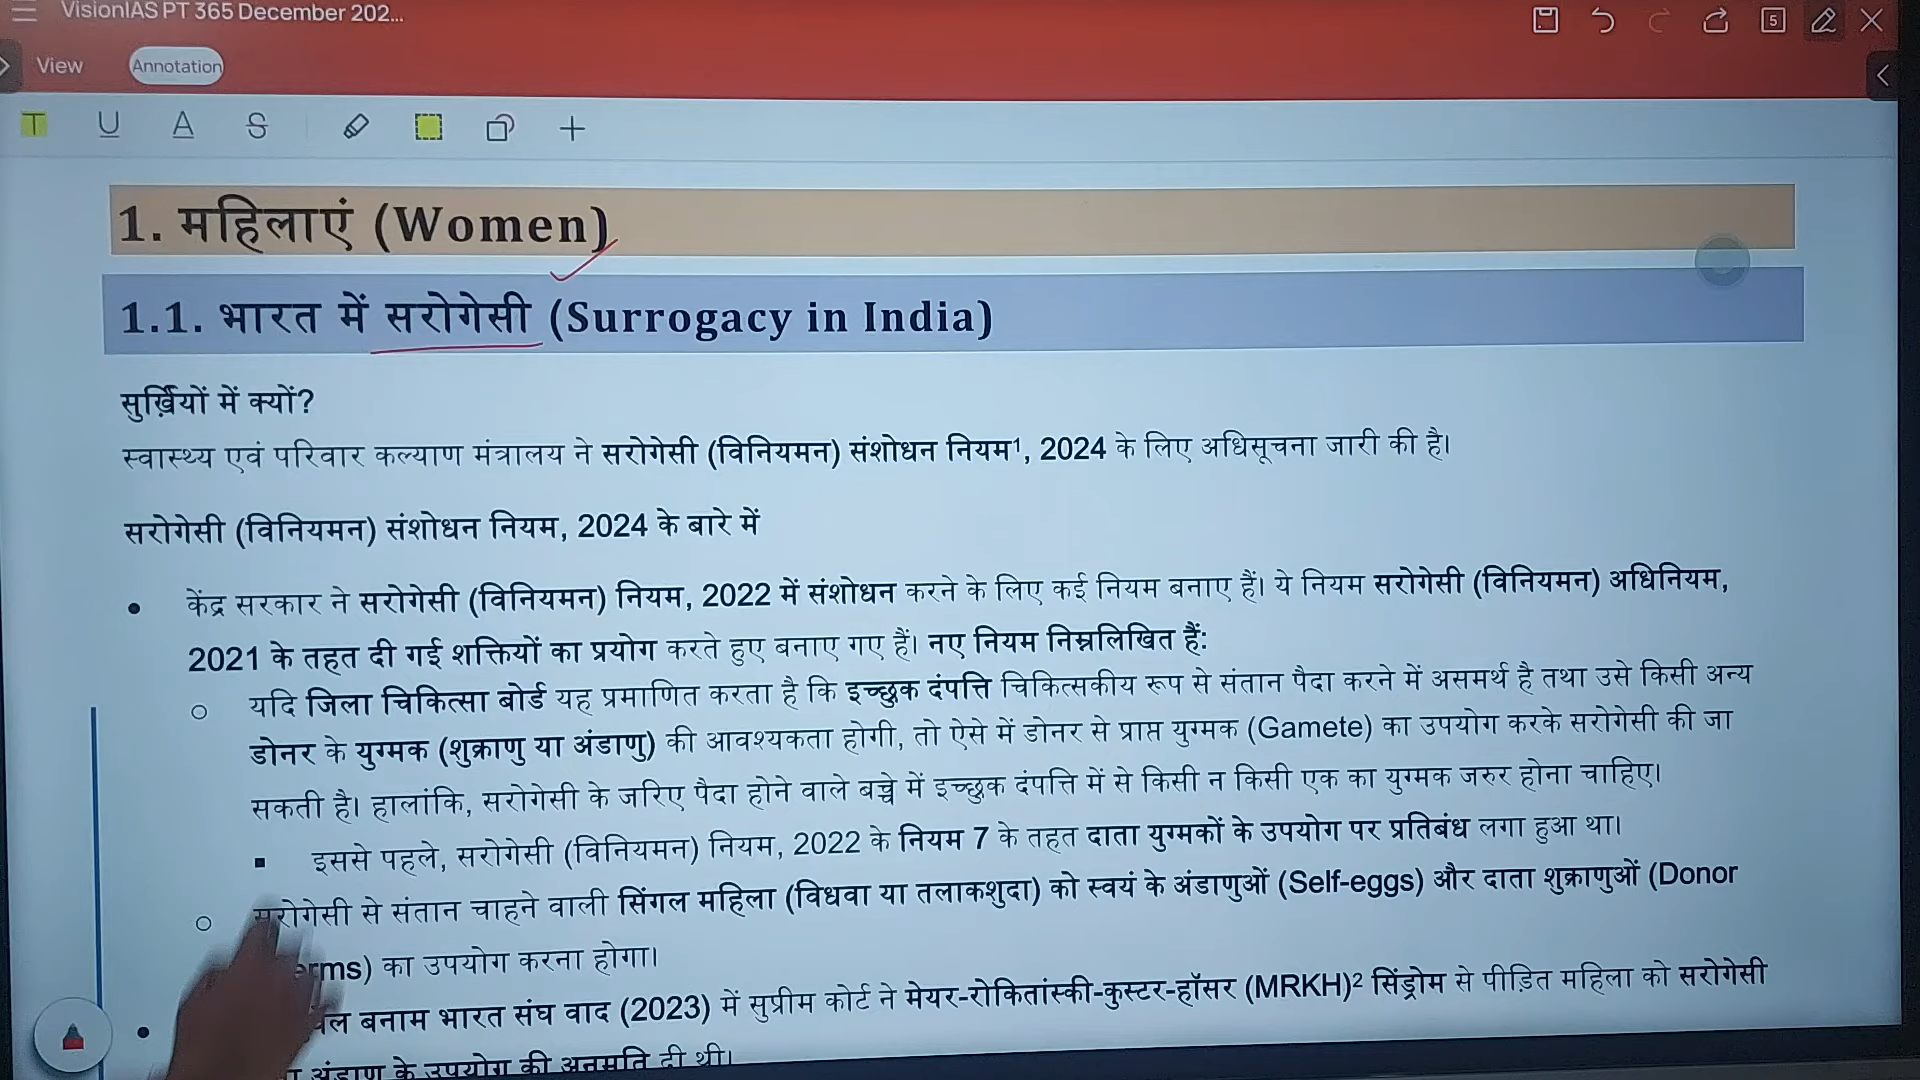 VisionIAS PT 365 December 202...
5
View
Annotation
T U A S
1. महिलाएं (Women)
1.1. भारत में सरोगेसी (Surrogacy in India)
सुर्ख़ियों में क्यों?
स्वास्थ्य एवं परिवार कल्याण मंत्रालय ने सरोगेसी (विनियमन) संशोधन नियम¹, 2024 के लिए अधिसूचना जारी की है।
सरोगेसी (विनियमन) संशोधन नियम, 2024 के बारे में
• केंद्र सरकार ने सरोगेसी (विनियमन) नियम, 2022 में संशोधन करने के लिए कई नियम बनाए हैं। ये नियम सरोगेसी (विनियमन) अधिनियम,
2021 के तहत दी गई शक्तियों का प्रयोग करते हुए बनाए गए हैं। नए नियम निम्नलिखित हैं:
○ यदि जिला चिकित्सा बोर्ड यह प्रमाणित करता है कि इच्छुक दंपत्ति चिकित्सकीय रूप से संतान पैदा करने में असमर्थ है तथा उसे किसी अन्य
डोनर के युग्मक (शुक्राणु या अंडाणु) की आवश्यकता होगी, तो ऐसे में डोनर से प्राप्त युग्मक (Gamete) का उपयोग करके सरोगेसी की जा
सकती है। हालांकि, सरोगेसी के जरिए पैदा होने वाले बच्चे में इच्छुक दंपत्ति में से किसी न किसी एक का युग्मक जरुर होना चाहिए।
▪ इससे पहले, सरोगेसी (विनियमन) नियम, 2022 के नियम 7 के तहत दाता युग्मकों के उपयोग पर प्रतिबंध लगा हुआ था।
○ सरोगेसी से संतान चाहने वाली सिंगल महिला (विधवा या तलाकशुदा) को स्वयं के अंडाणुओं (Self-eggs) और दाता शुक्राणुओं (Donor
erms) का उपयोग करना होगा।
• बनाम भारत संघ वाद (2023) में सुप्रीम कोर्ट ने मेयर-रोकितांस्की-कुस्टर-हॉसर (MRKH)² सिंड्रोम से पीड़ित महिला को सरोगेसी
अंडाणु के उपयोग की अनुमति दी थी।